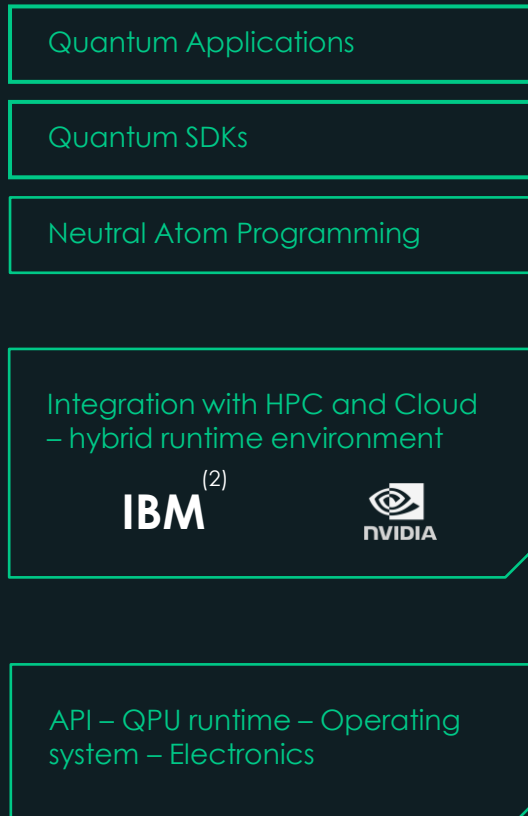 Quantum Applications
Quantum SDKs
Neutral Atom Programming
Integration with HPC and Cloud
– hybrid runtime environment
IBM (2)
NVIDIA
API – QPU runtime – Operating
system – Electronics